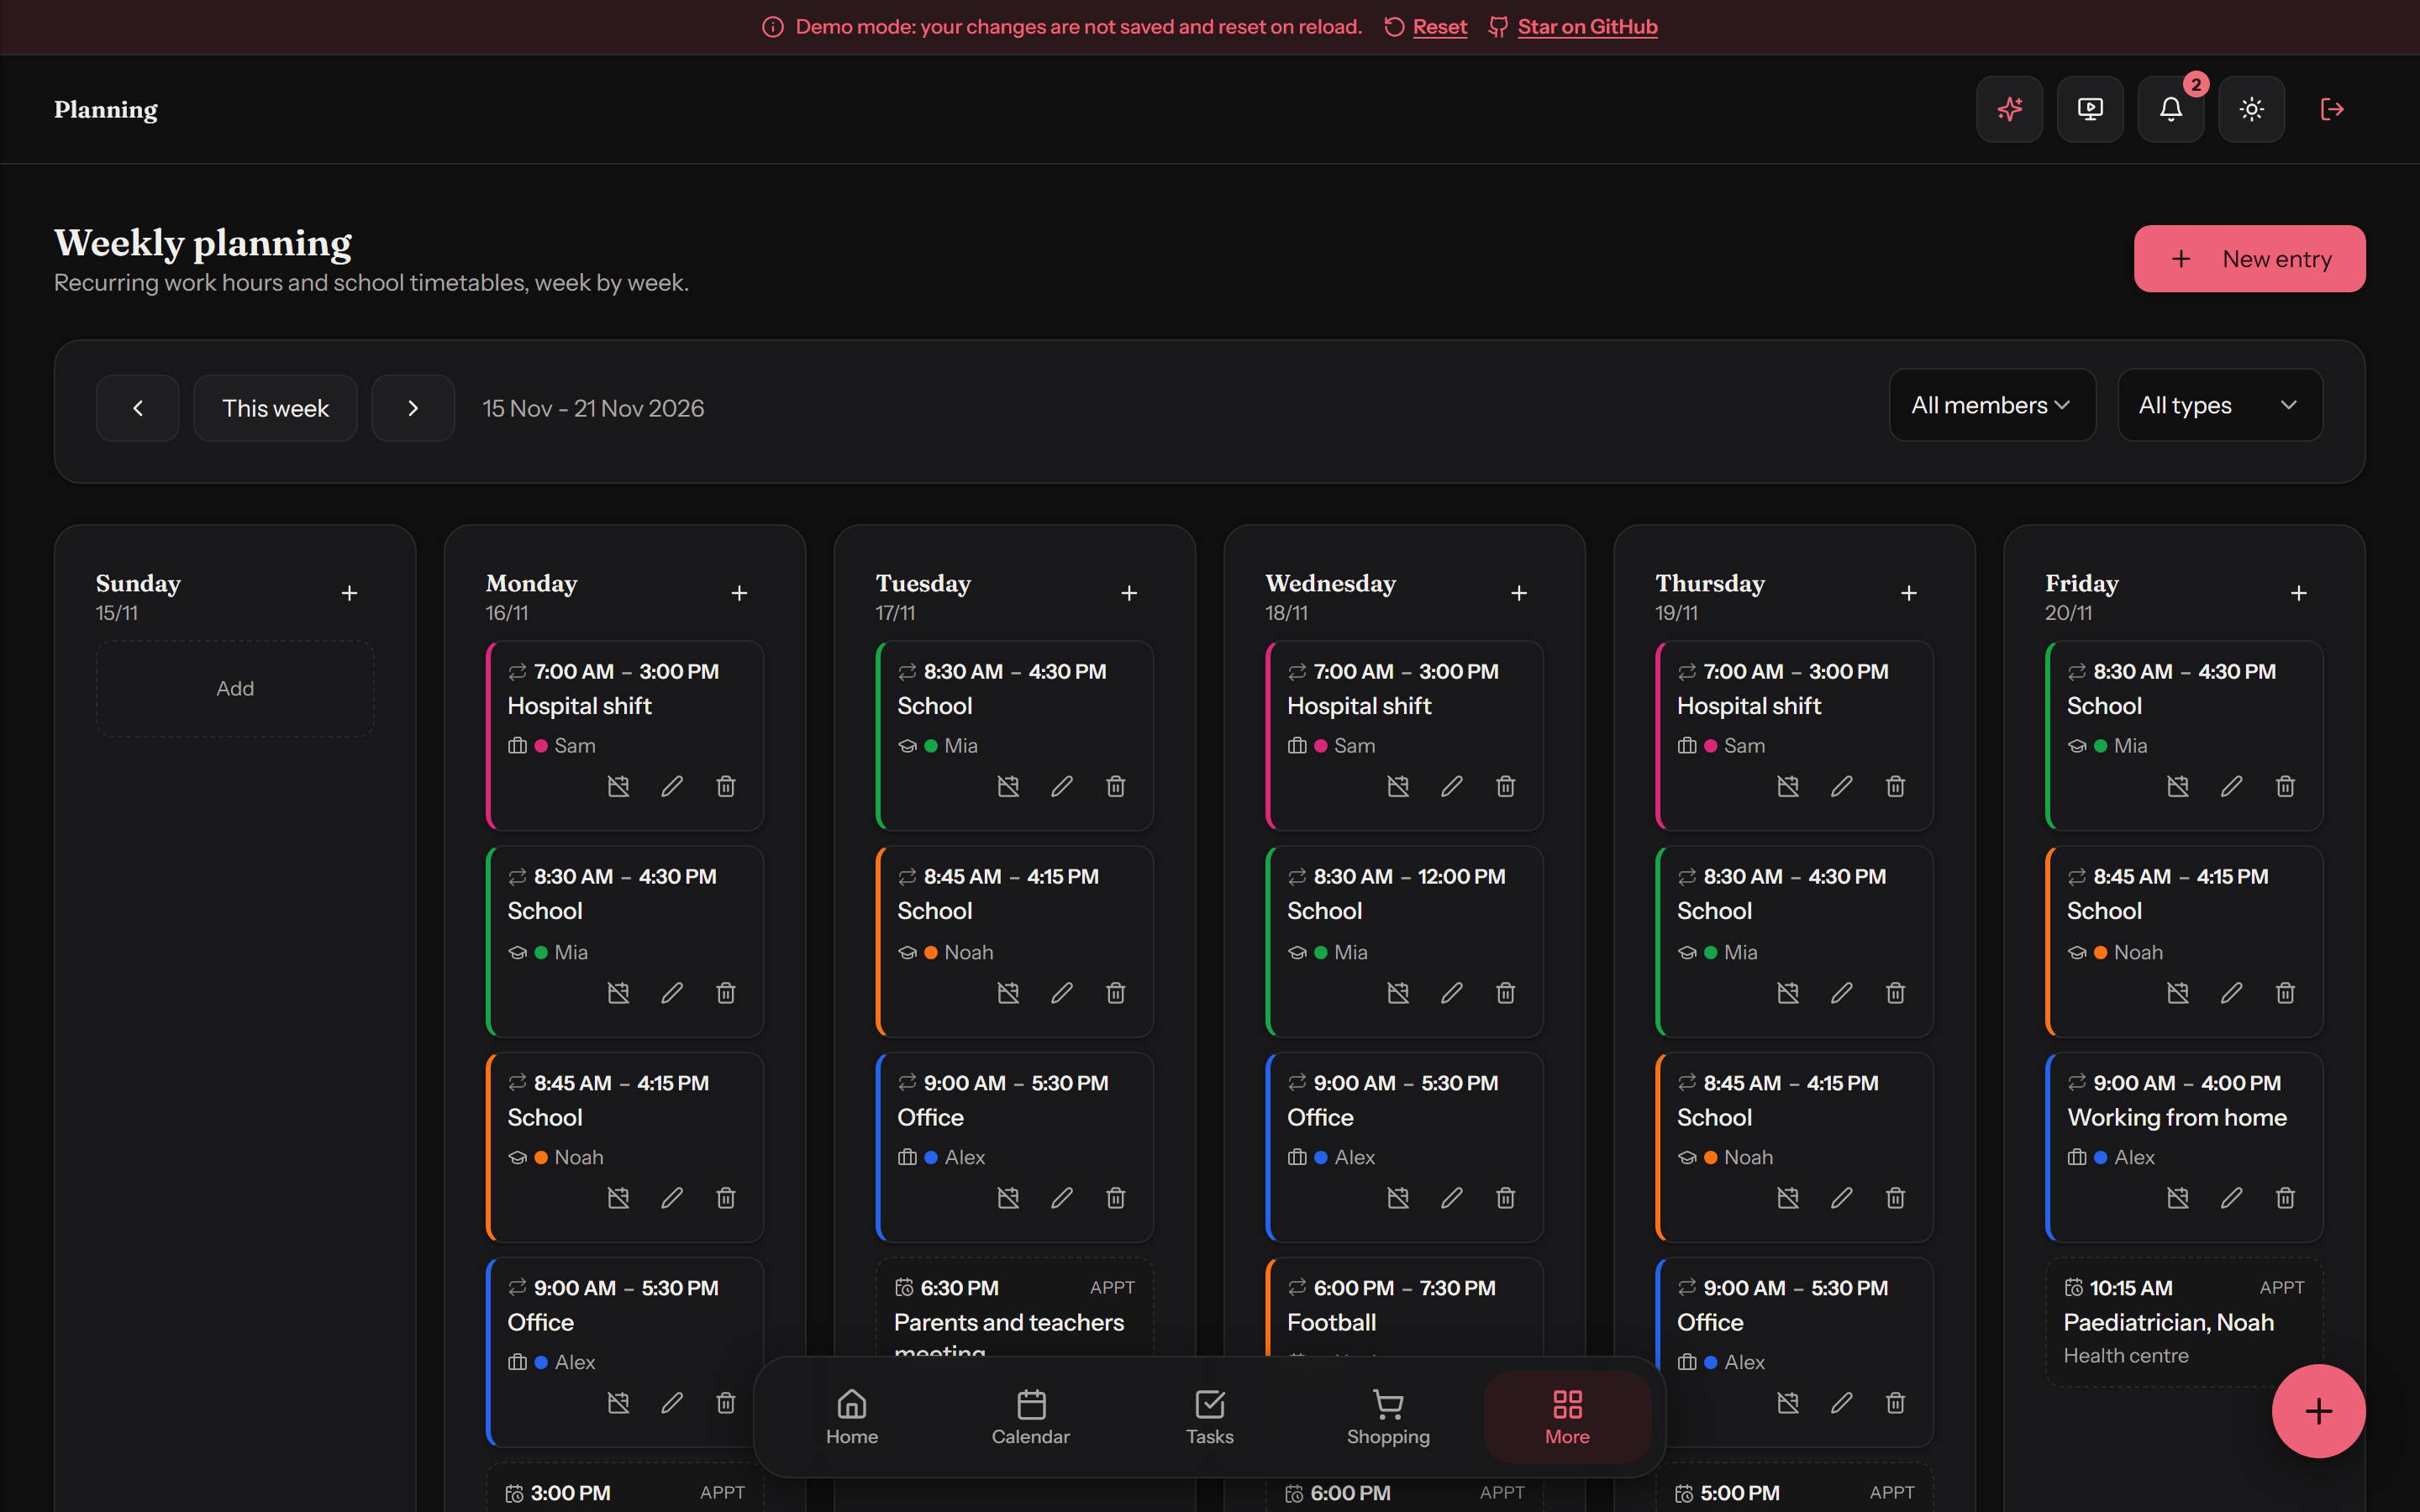 Demo mode: your changes are not saved and reset on reload. Reset Star on GitHub
Planning
2
Weekly planning
Recurring work hours and school timetables, week by week.
New entry
This week
15 Nov - 21 Nov 2026
All members
All types
Sunday
15/11
Add
Monday
16/11
7:00 AM – 3:00 PM
Hospital shift
Sam
8:30 AM – 4:30 PM
School
Mia
8:45 AM – 4:15 PM
School
Noah
9:00 AM – 5:30 PM
Office
Alex
3:00 PM APPT
Tuesday
17/11
8:30 AM – 4:30 PM
School
Mia
8:45 AM – 4:15 PM
School
Noah
9:00 AM – 5:30 PM
Office
Alex
6:30 PM APPT
Parents and teachers
meeting
Wednesday
18/11
7:00 AM – 3:00 PM
Hospital shift
Sam
8:30 AM – 12:00 PM
School
Mia
9:00 AM – 5:30 PM
Office
Alex
6:00 PM – 7:30 PM
Football
6:00 PM APPT
Thursday
19/11
7:00 AM – 3:00 PM
Hospital shift
Sam
8:30 AM – 4:30 PM
School
Mia
8:45 AM – 4:15 PM
School
Noah
9:00 AM – 5:30 PM
Office
Alex
5:00 PM APPT
Friday
20/11
8:30 AM – 4:30 PM
School
Mia
8:45 AM – 4:15 PM
School
Noah
9:00 AM – 4:00 PM
Working from home
Alex
10:15 AM APPT
Paediatrician, Noah
Health centre
Home
Calendar
Tasks
Shopping
More